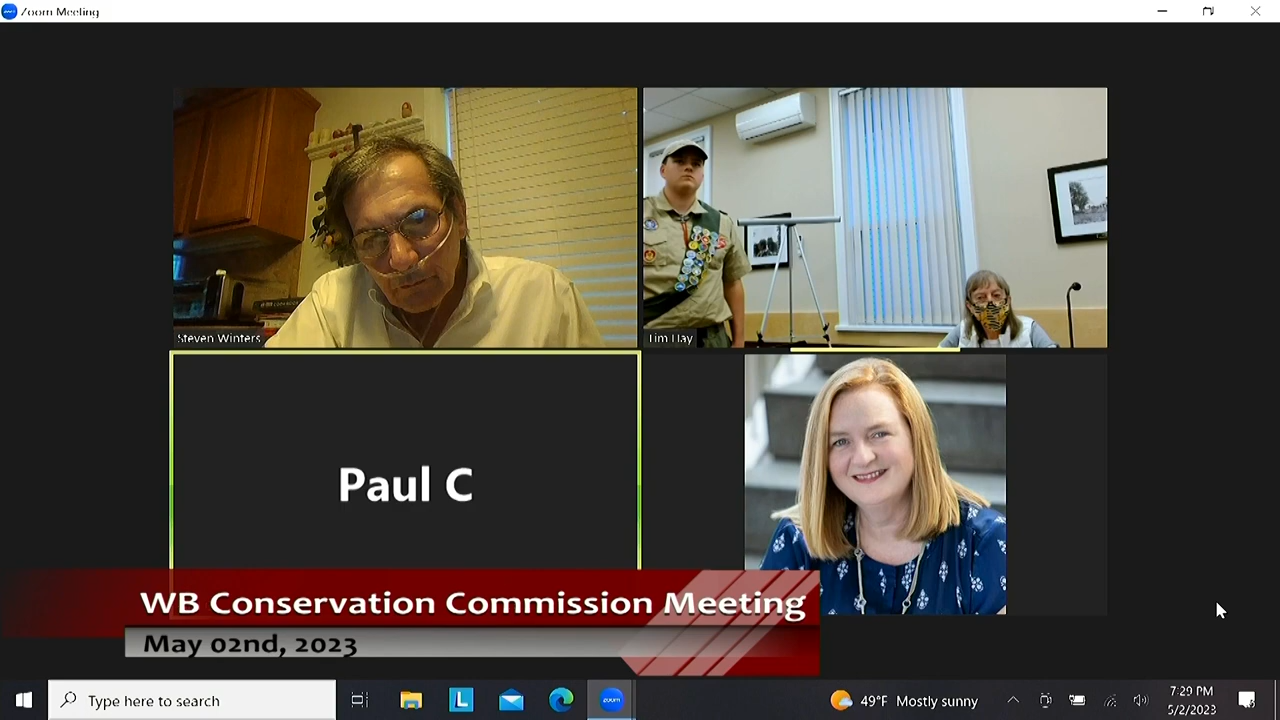 Zoom Meeting
Steven Winters
Tim Hay
Paul C
WB Conservation Commission Meeting
May 02nd, 2023
Type here to search
49°F Mostly sunny
7:29 PM
5/2/2023